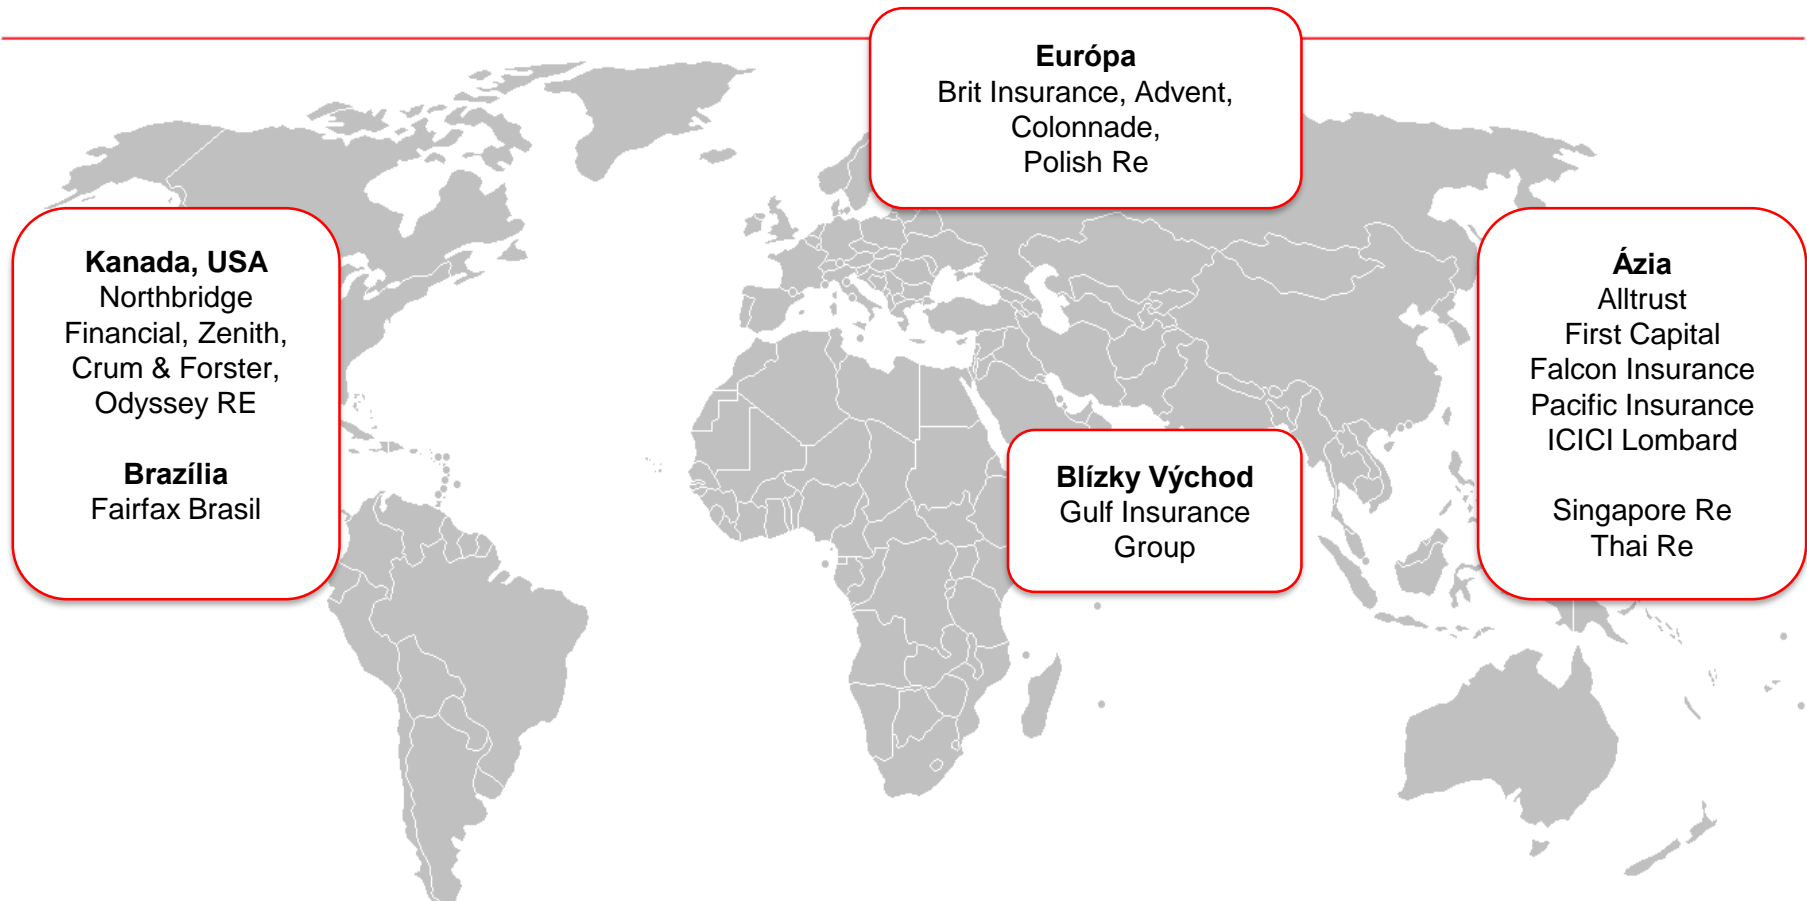 Európa
Brit Insurance, Advent,
Colonnade,
Polish Re
Kanada, USA
Northbridge
Financial, Zenith,
Crum & Forster,
Odyssey RE
Brazília
Fairfax Brasil
Blízky Východ
Gulf Insurance
Group
Ázia
Alltrust
First Capital
Falcon Insurance
Pacific Insurance
ICICI Lombard
Singapore Re
Thai Re